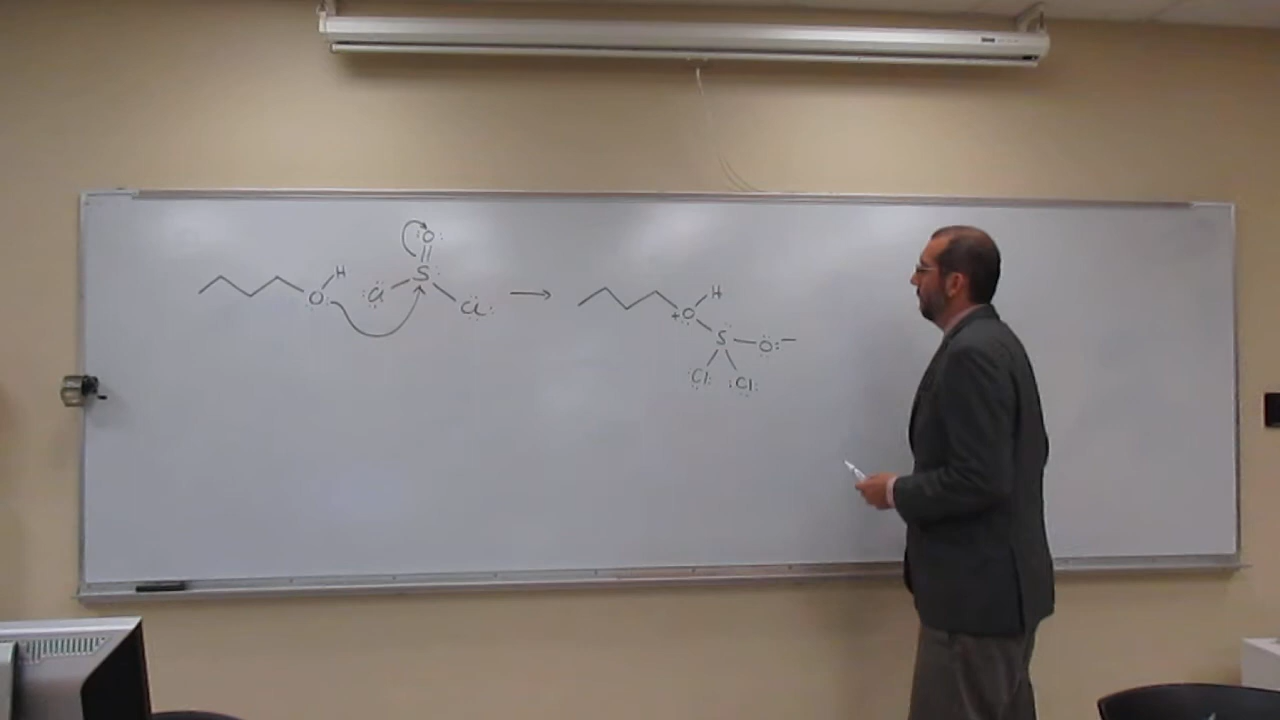 :O:
S:
H
O:
:Cl
Cl:
→
H
+O
S — O: −
:Cl: :Cl: